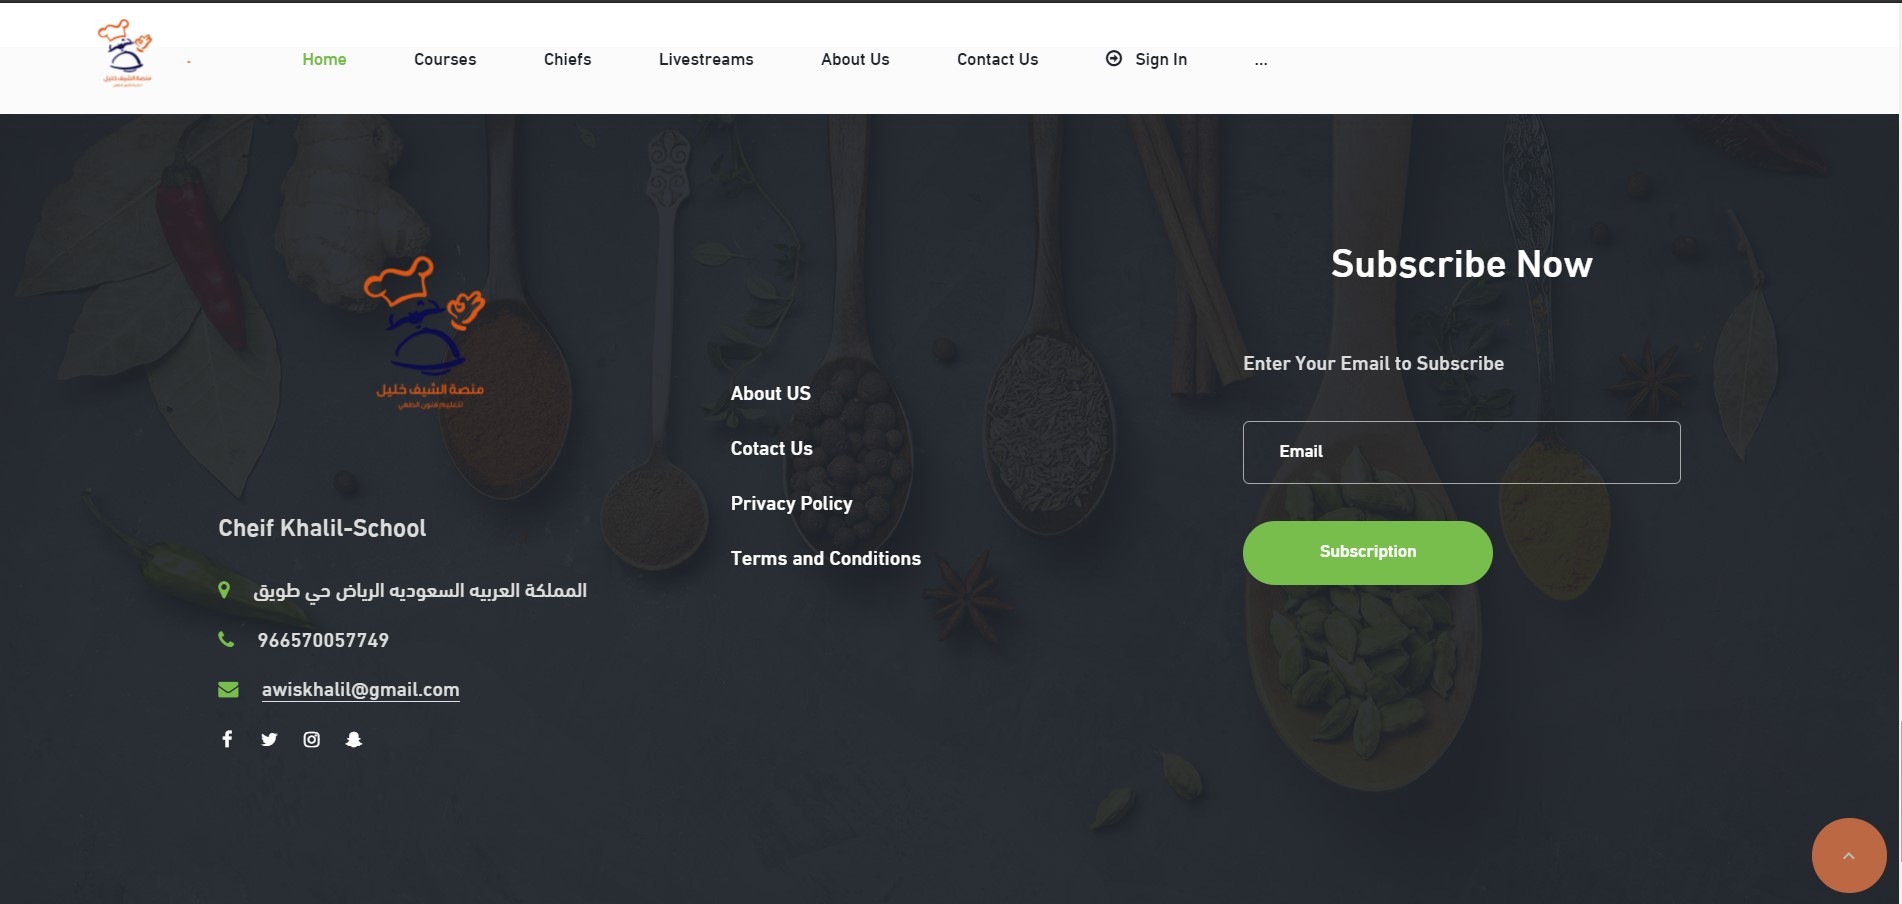 منصة الشيف خليل
Home
Courses
Chiefs
Livestreams
About Us
Contact Us
Sign In
...
منصة الشيف خليل
لتعليم فنون الطهي
Cheif Khalil-School
المملكة العربيه السعوديه الرياض حي طويق
966570057749
awiskhalil@gmail.com
About US
Cotact Us
Privacy Policy
Terms and Conditions
Subscribe Now
Enter Your Email to Subscribe
Email
Subscription